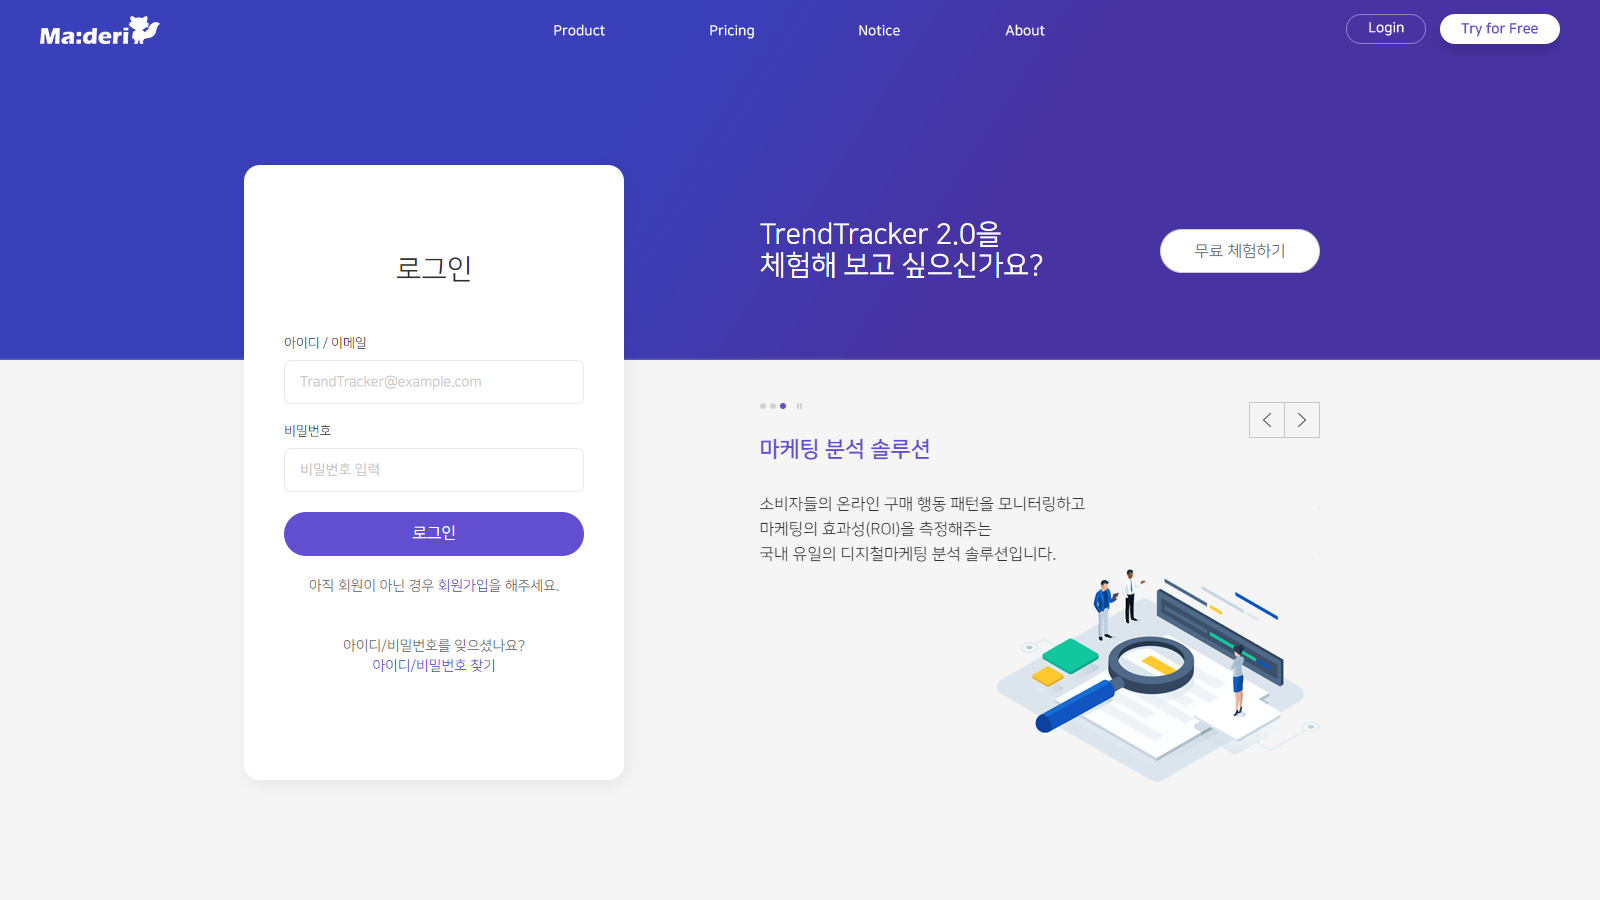 Ma:deri
Product
Pricing
Notice
About
Login
Try for Free
로그인
아이디 / 이메일
TrandTracker@example.com
비밀번호
비밀번호 입력
로그인
아직 회원이 아닌 경우 회원가입을 해주세요.
아이디/비밀번호를 잊으셨나요?
아이디/비밀번호 찾기
TrendTracker 2.0을
체험해 보고 싶으신가요?
무료 체험하기
마케팅 분석 솔루션
소비자들의 온라인 구매 행동 패턴을 모니터링하고
마케팅의 효과성(ROI)을 측정해주는
국내 유일의 디지철마케팅 분석 솔루션입니다.